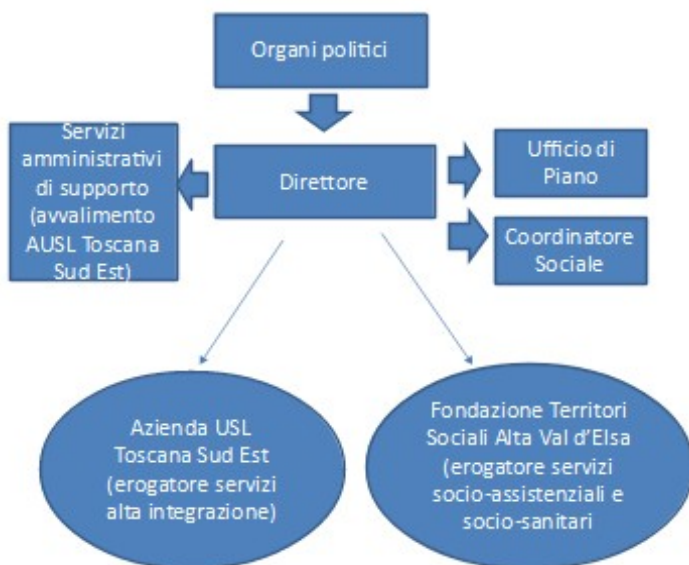 Organi politici
Servizi
amministrativi
di supporto
(avvalimento
AUSL Toscana
Sud Est)
Direttore
Ufficio di
Piano
Coordinatore
Sociale
Azienda USL
Toscana Sud Est
(erogatore servizi
alta integrazione)
Fondazione Territori
Sociali Alta Val d’Elsa
(erogatore servizi
socio-assistenziali e
socio-sanitari